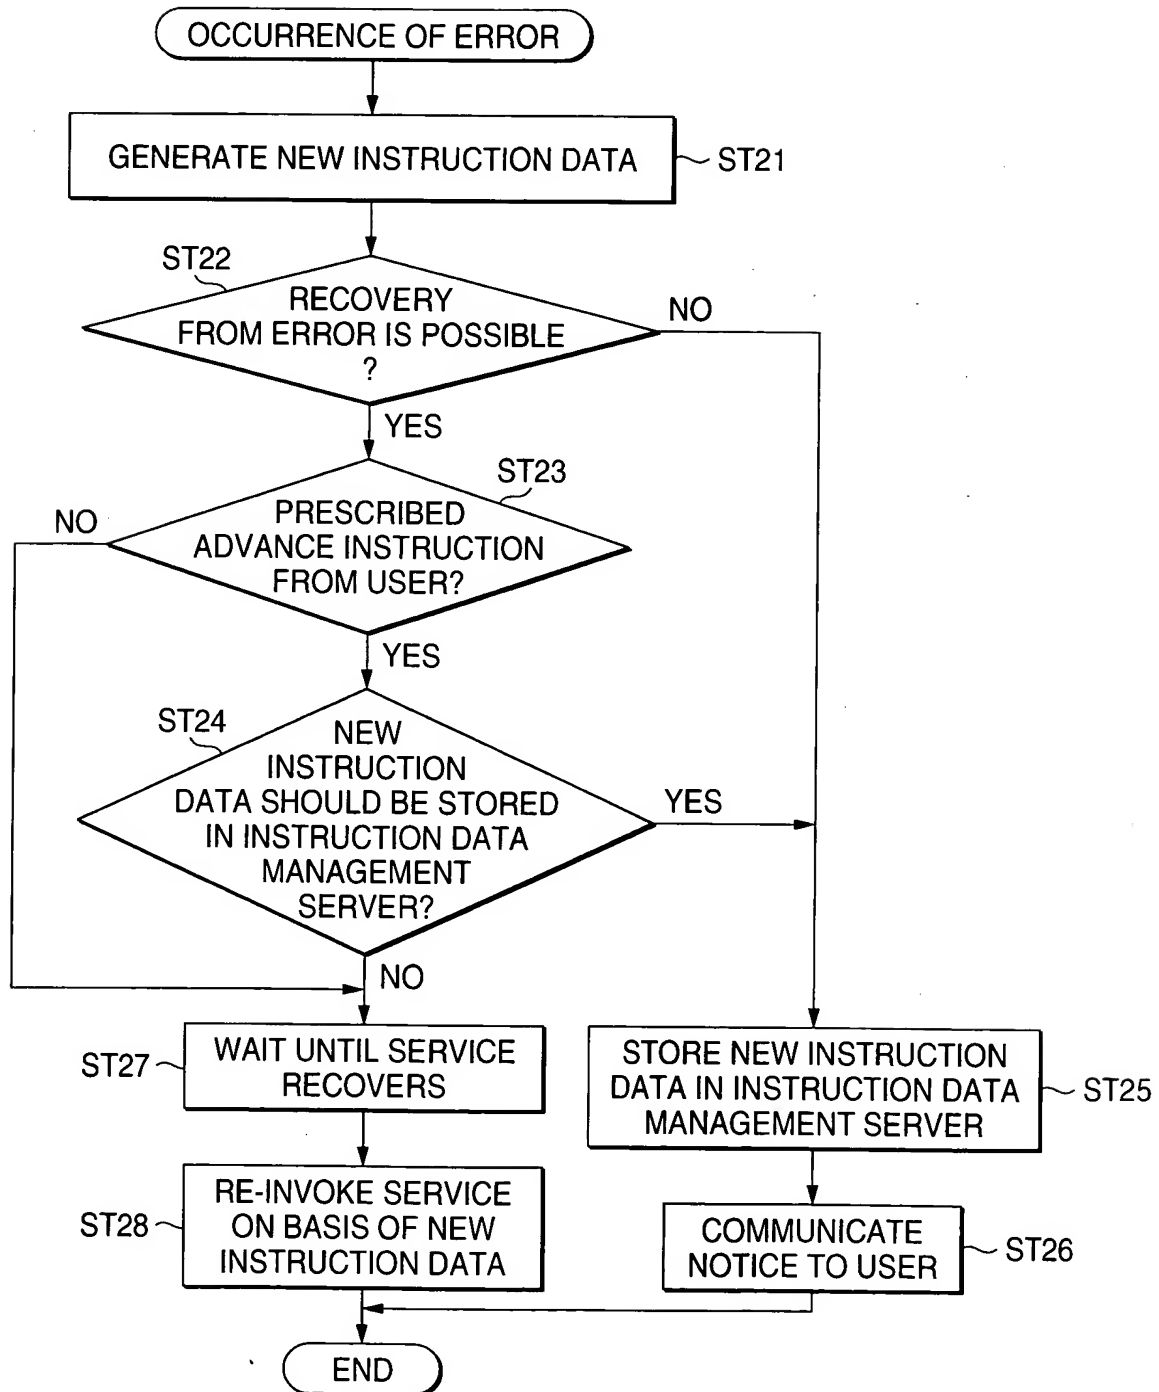 OCCURRENCE OF ERROR
GENERATE NEW INSTRUCTION DATA
ST21
ST22
RECOVERY
FROM ERROR IS POSSIBLE
?
NO
YES
ST23
PRESCRIBED
ADVANCE INSTRUCTION
FROM USER?
NO
YES
ST24
NEW
INSTRUCTION
DATA SHOULD BE STORED
IN INSTRUCTION DATA
MANAGEMENT
SERVER?
YES
NO
ST27
WAIT UNTIL SERVICE
RECOVERS
STORE NEW INSTRUCTION
DATA IN INSTRUCTION DATA
MANAGEMENT SERVER
ST25
ST28
RE-INVOKE SERVICE
ON BASIS OF NEW
INSTRUCTION DATA
COMMUNICATE
NOTICE TO USER
ST26
END